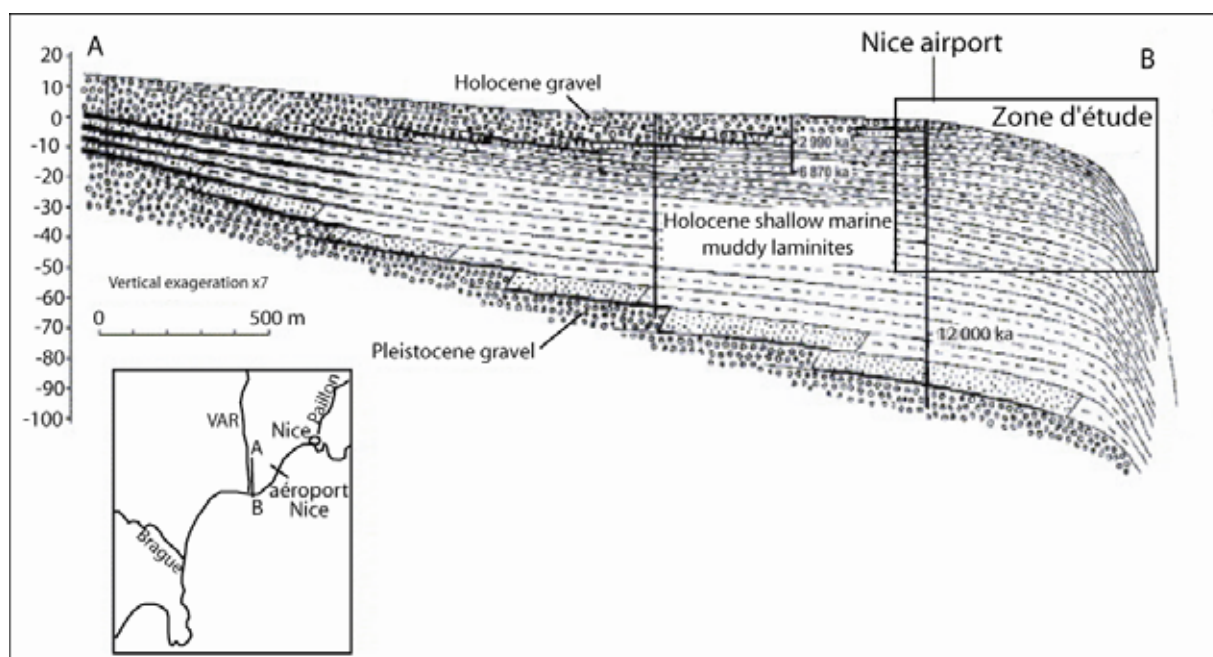 A
Nice airport
B
20
10
0
-10
-20
-30
-40
-50
-60
-70
-80
-90
-100
Holocene gravel
Zone d'étude
2 990 ka
6 870 ka
Holocene shallow marine
muddy laminites
Vertical exageration x7
0
500 m
12 000 ka
Pleistocene gravel
VAR
Paillon
Nice
A
aéroport
B
Nice
Brague